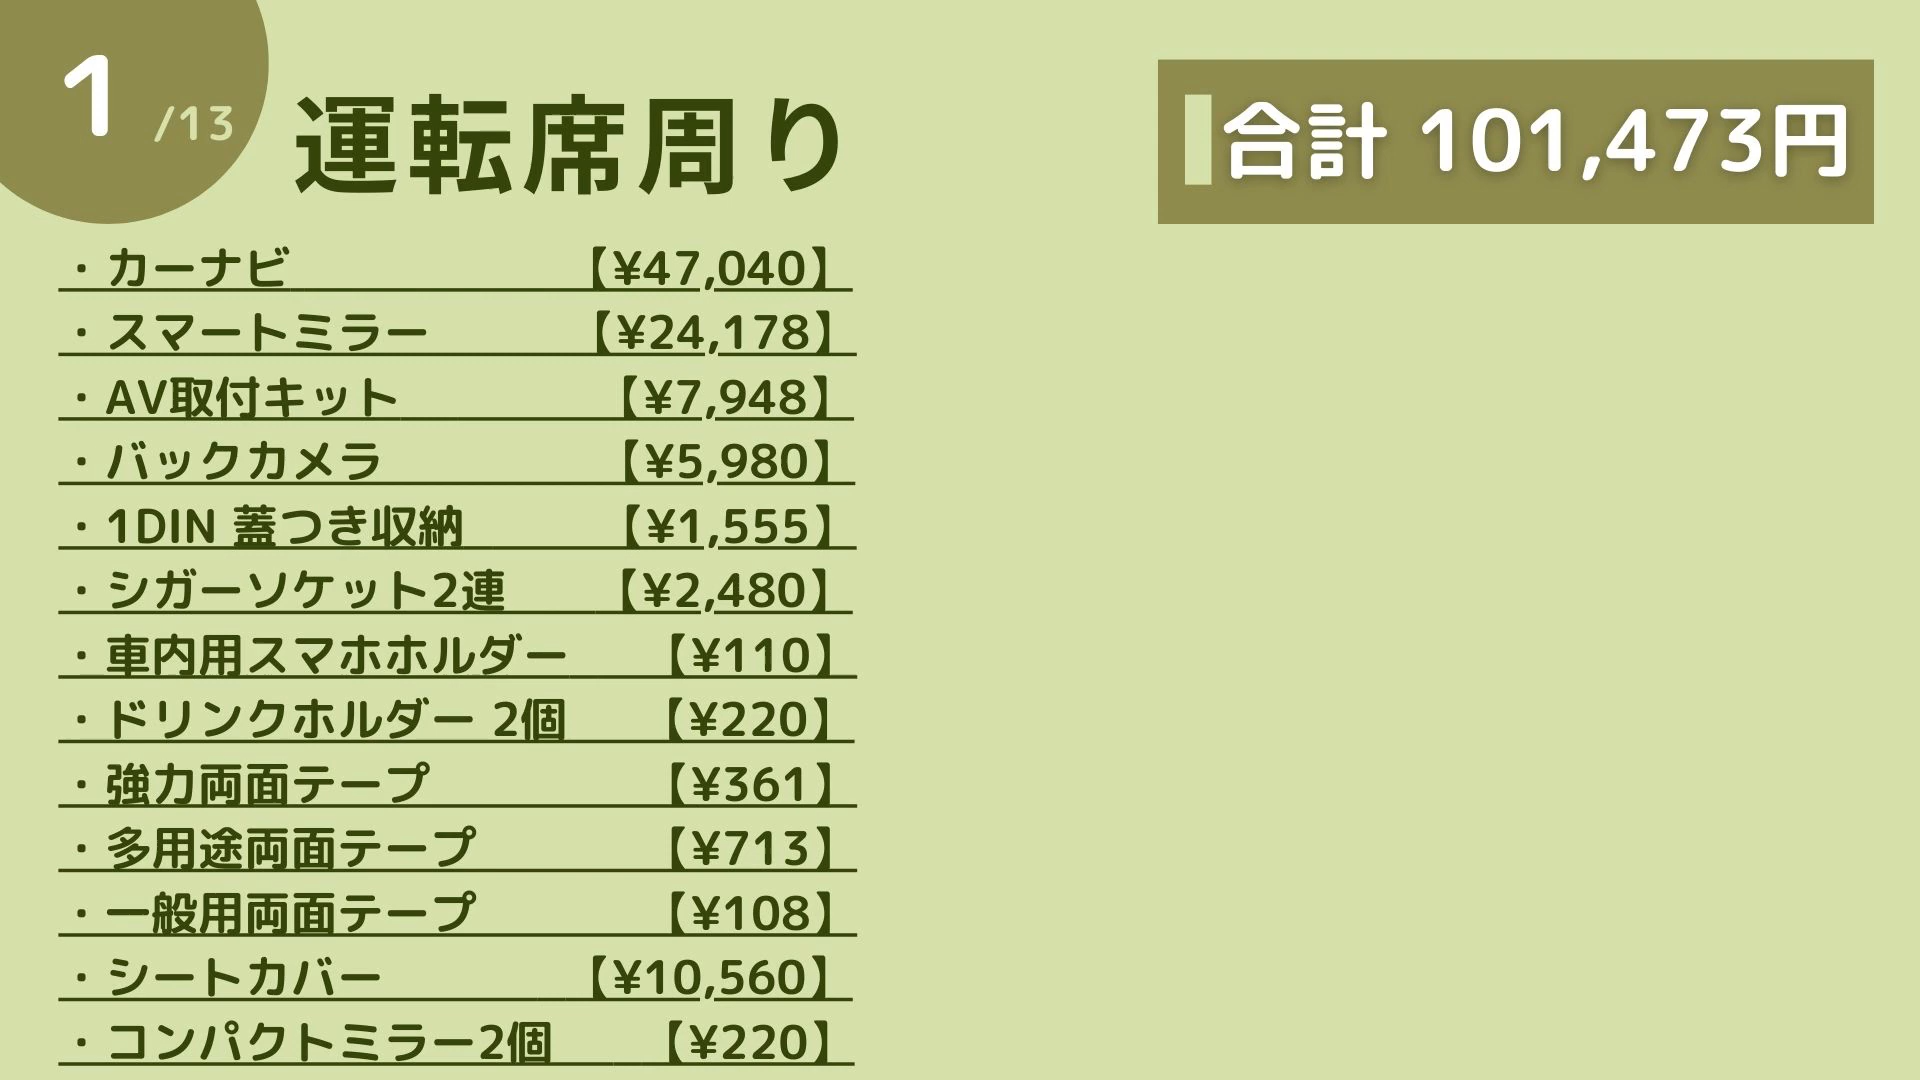 1 /13
運転席周り
合計 101,473円
・カーナビ 【¥47,040】
・スマートミラー 【¥24,178】
・AV取付キット 【¥7,948】
・バックカメラ 【¥5,980】
・1DIN 蓋つき収納 【¥1,555】
・シガーソケット2連 【¥2,480】
・車内用スマホホルダー 【¥110】
・ドリンクホルダー 2個 【¥220】
・強力両面テープ 【¥361】
・多用途両面テープ 【¥713】
・一般用両面テープ 【¥108】
・シートカバー 【¥10,560】
・コンパクトミラー2個 【¥220】